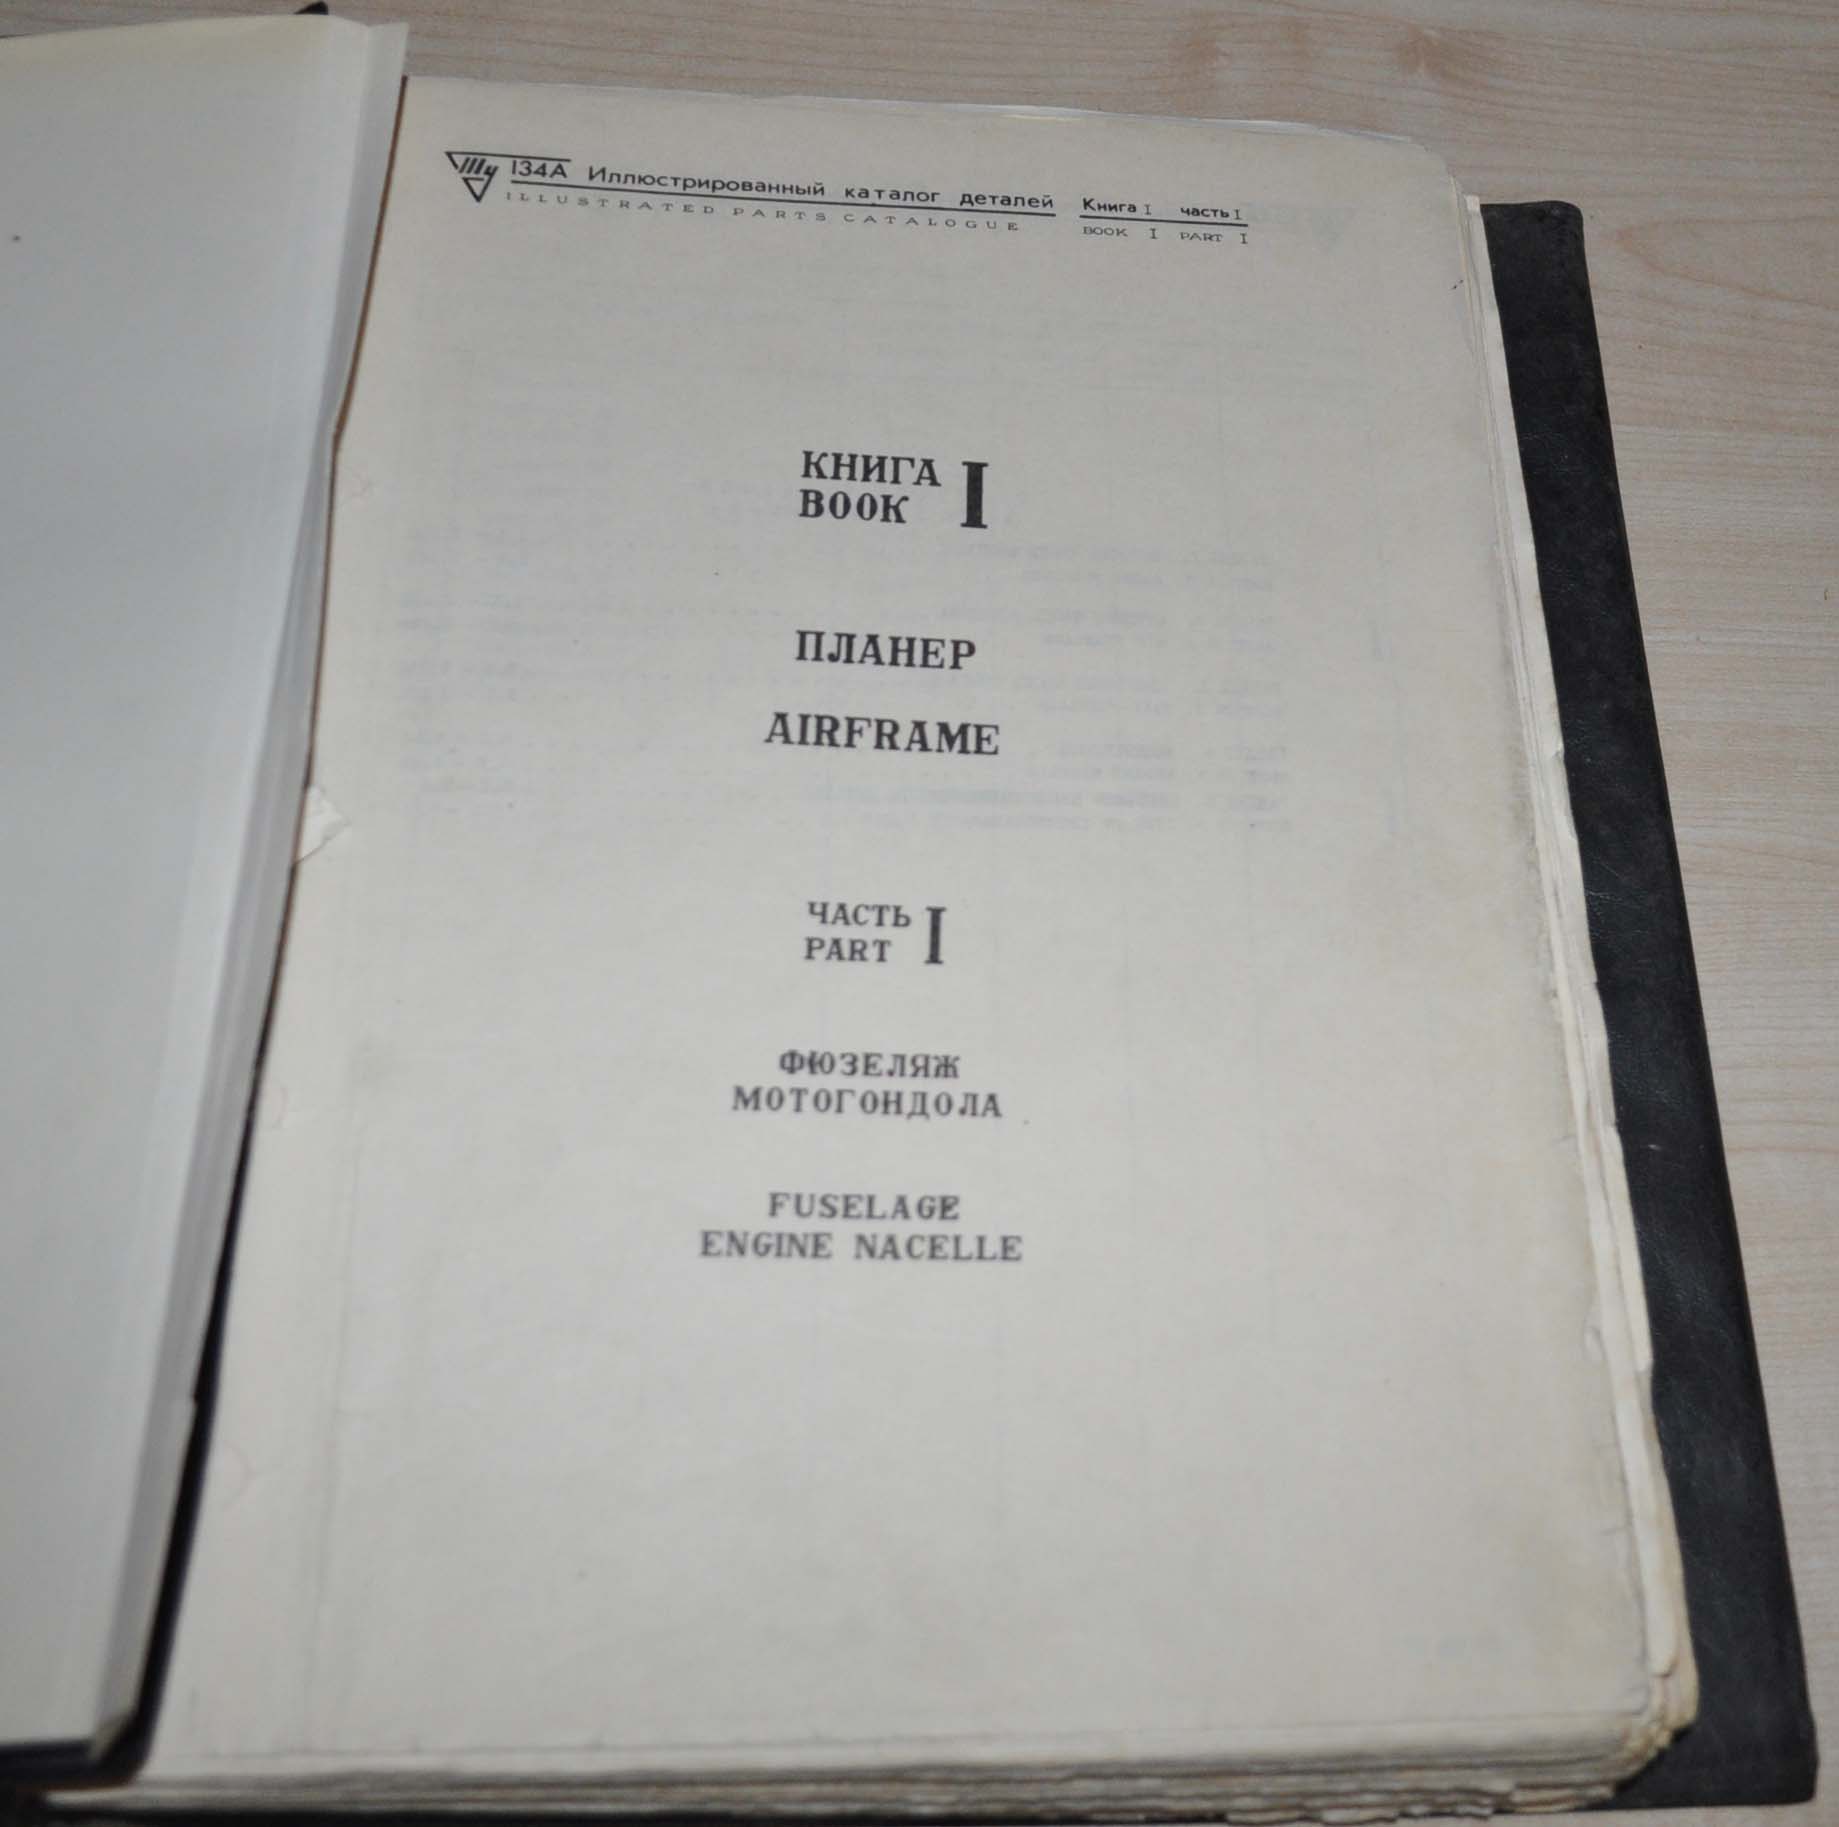 Ту 134А Иллюстрированный каталог деталей Книга I часть I
ILLUSTRATED PARTS CATALOGUE BOOK I PART I
КНИГА I
BOOK
ПЛАНЕР
AIRFRAME
ЧАСТЬ I
PART
ФЮЗЕЛЯЖ
МОТОГОНДОЛА
FUSELAGE
ENGINE NACELLE